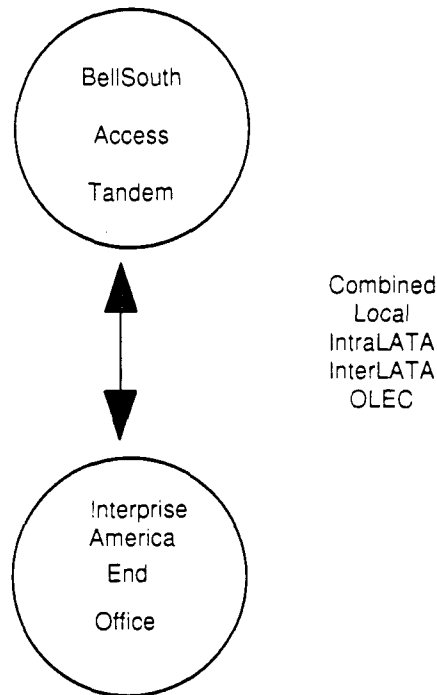 BellSouth
Access
Tandem
Combined
Local
IntraLATA
InterLATA
OLEC
Interprise
America
End
Office